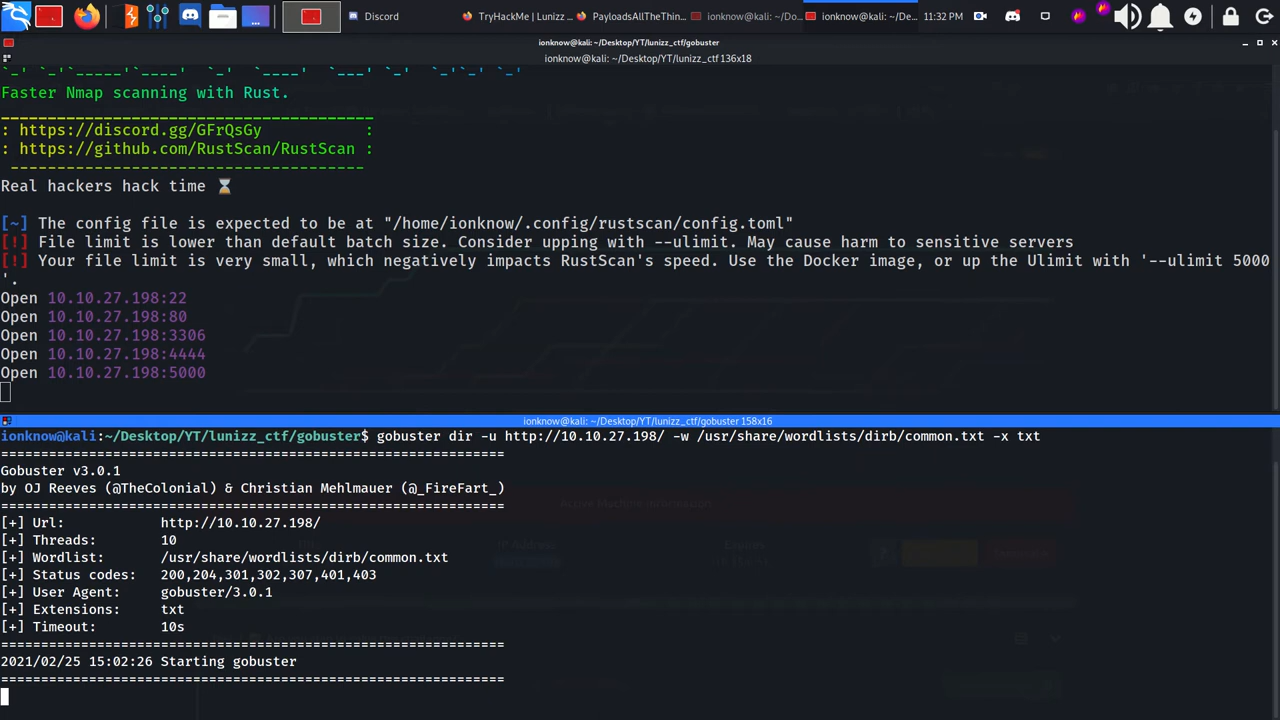 Discord
TryHackMe | Lunizz ...
PayloadsAllTheThin...
ionknow@kali: ~/Do...
ionknow@kali: ~/De...
11:32 PM
ionknow@kali: ~/Desktop/YT/lunizz_ctf/gobuster
ionknow@kali: ~/Desktop/YT/lunizz_ctf 136x18
Faster Nmap scanning with Rust.
________________________________________
: https://discord.gg/GFrQsGy           :
: https://github.com/RustScan/RustScan :
 --------------------------------------
Real hackers hack time ⌛
[~] The config file is expected to be at "/home/ionknow/.config/rustscan/config.toml"
[!] File limit is lower than default batch size. Consider upping with --ulimit. May cause harm to sensitive servers
[!] Your file limit is very small, which negatively impacts RustScan's speed. Use the Docker image, or up the Ulimit with '--ulimit 5000
'.
Open 10.10.27.198:22
Open 10.10.27.198:80
Open 10.10.27.198:3306
Open 10.10.27.198:4444
Open 10.10.27.198:5000
ionknow@kali: ~/Desktop/YT/lunizz_ctf/gobuster 158x16
ionknow@kali:~/Desktop/YT/lunizz_ctf/gobuster$ gobuster dir -u http://10.10.27.198/ -w /usr/share/wordlists/dirb/common.txt -x txt
===============================================================
Gobuster v3.0.1
by OJ Reeves (@TheColonial) & Christian Mehlmauer (@_FireFart_)
===============================================================
[+] Url:            http://10.10.27.198/
[+] Threads:        10
[+] Wordlist:       /usr/share/wordlists/dirb/common.txt
[+] Status codes:   200,204,301,302,307,401,403
[+] User Agent:     gobuster/3.0.1
[+] Extensions:     txt
[+] Timeout:        10s
===============================================================
2021/02/25 15:02:26 Starting gobuster
===============================================================
Active Machine Information
IP Address